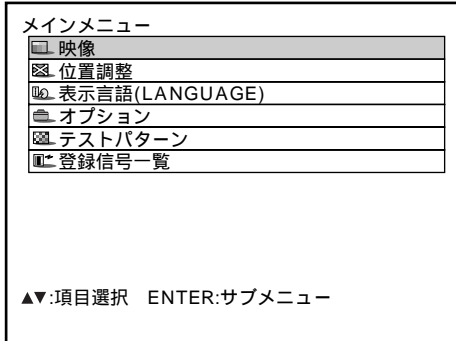 メインメニュー
映像
位置調整
表示言語(LANGUAGE)
オプション
テストパターン
登録信号一覧
▲▼:項目選択　ENTER:サブメニュー